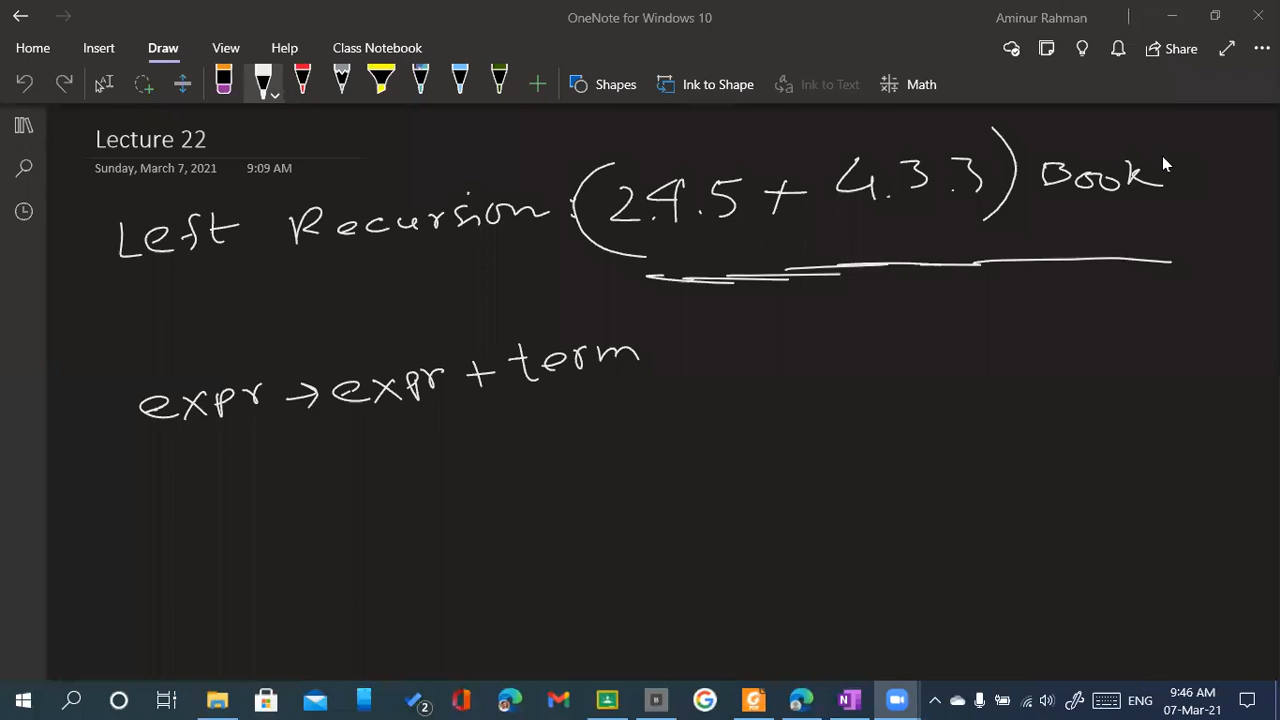 OneNote for Windows 10
Aminur Rahman
Home Insert Draw View Help Class Notebook Share
Shapes Ink to Shape Ink to Text Math
Lecture 22
Sunday, March 7, 2021 9:09 AM
Left Recursion: (2.4.5 + 4.3.3) Book
expr → expr + term
2
ENG
9:46 AM
07-Mar-21